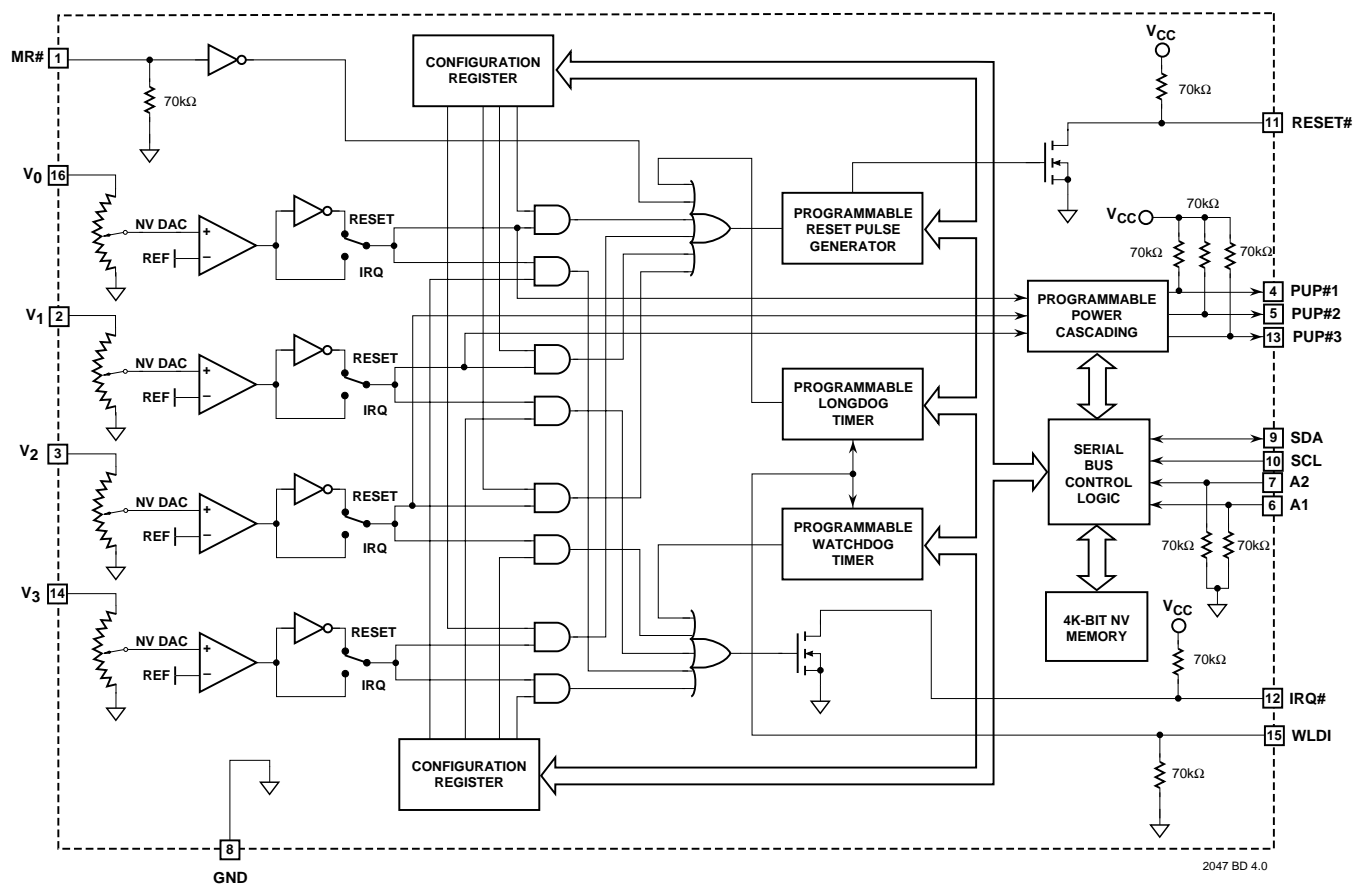 MR# 1
70kΩ
CONFIGURATION
REGISTER
VCC
70kΩ
11 RESET#
V0 16
NV DAC
+
REF
−
RESET
IRQ
PROGRAMMABLE
RESET PULSE
GENERATOR
VCC
70kΩ
70kΩ
70kΩ
PROGRAMMABLE
POWER
CASCADING
4 PUP#1
5 PUP#2
13 PUP#3
V1 2
NV DAC
+
REF
−
RESET
IRQ
PROGRAMMABLE
LONGDOG
TIMER
SERIAL
BUS
CONTROL
LOGIC
9 SDA
10 SCL
7 A2
6 A1
V2 3
NV DAC
+
REF
−
RESET
IRQ
PROGRAMMABLE
WATCHDOG
TIMER
70kΩ
70kΩ
V3 14
NV DAC
+
REF
−
RESET
IRQ
4K-BIT NV
MEMORY
VCC
70kΩ
12 IRQ#
15 WLDI
CONFIGURATION
REGISTER
70kΩ
8
GND
2047 BD 4.0